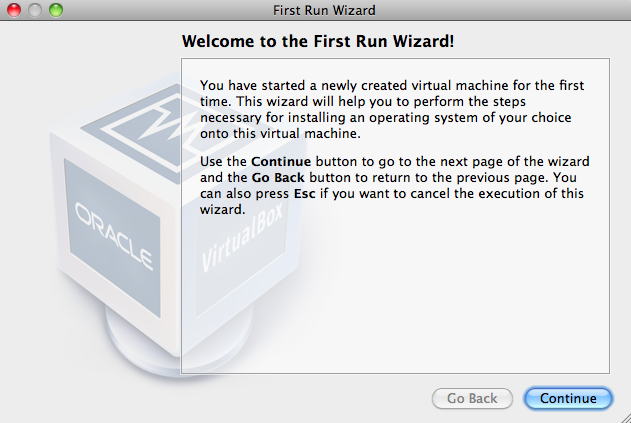 First Run Wizard
Welcome to the First Run Wizard!
You have started a newly created virtual machine for the first
time. This wizard will help you to perform the steps
necessary for installing an operating system of your choice
onto this virtual machine.
Use the Continue button to go to the next page of the wizard
and the Go Back button to return to the previous page. You
can also press Esc if you want to cancel the execution of this
wizard.
ORACLE
VirtualBox
Go Back
Continue